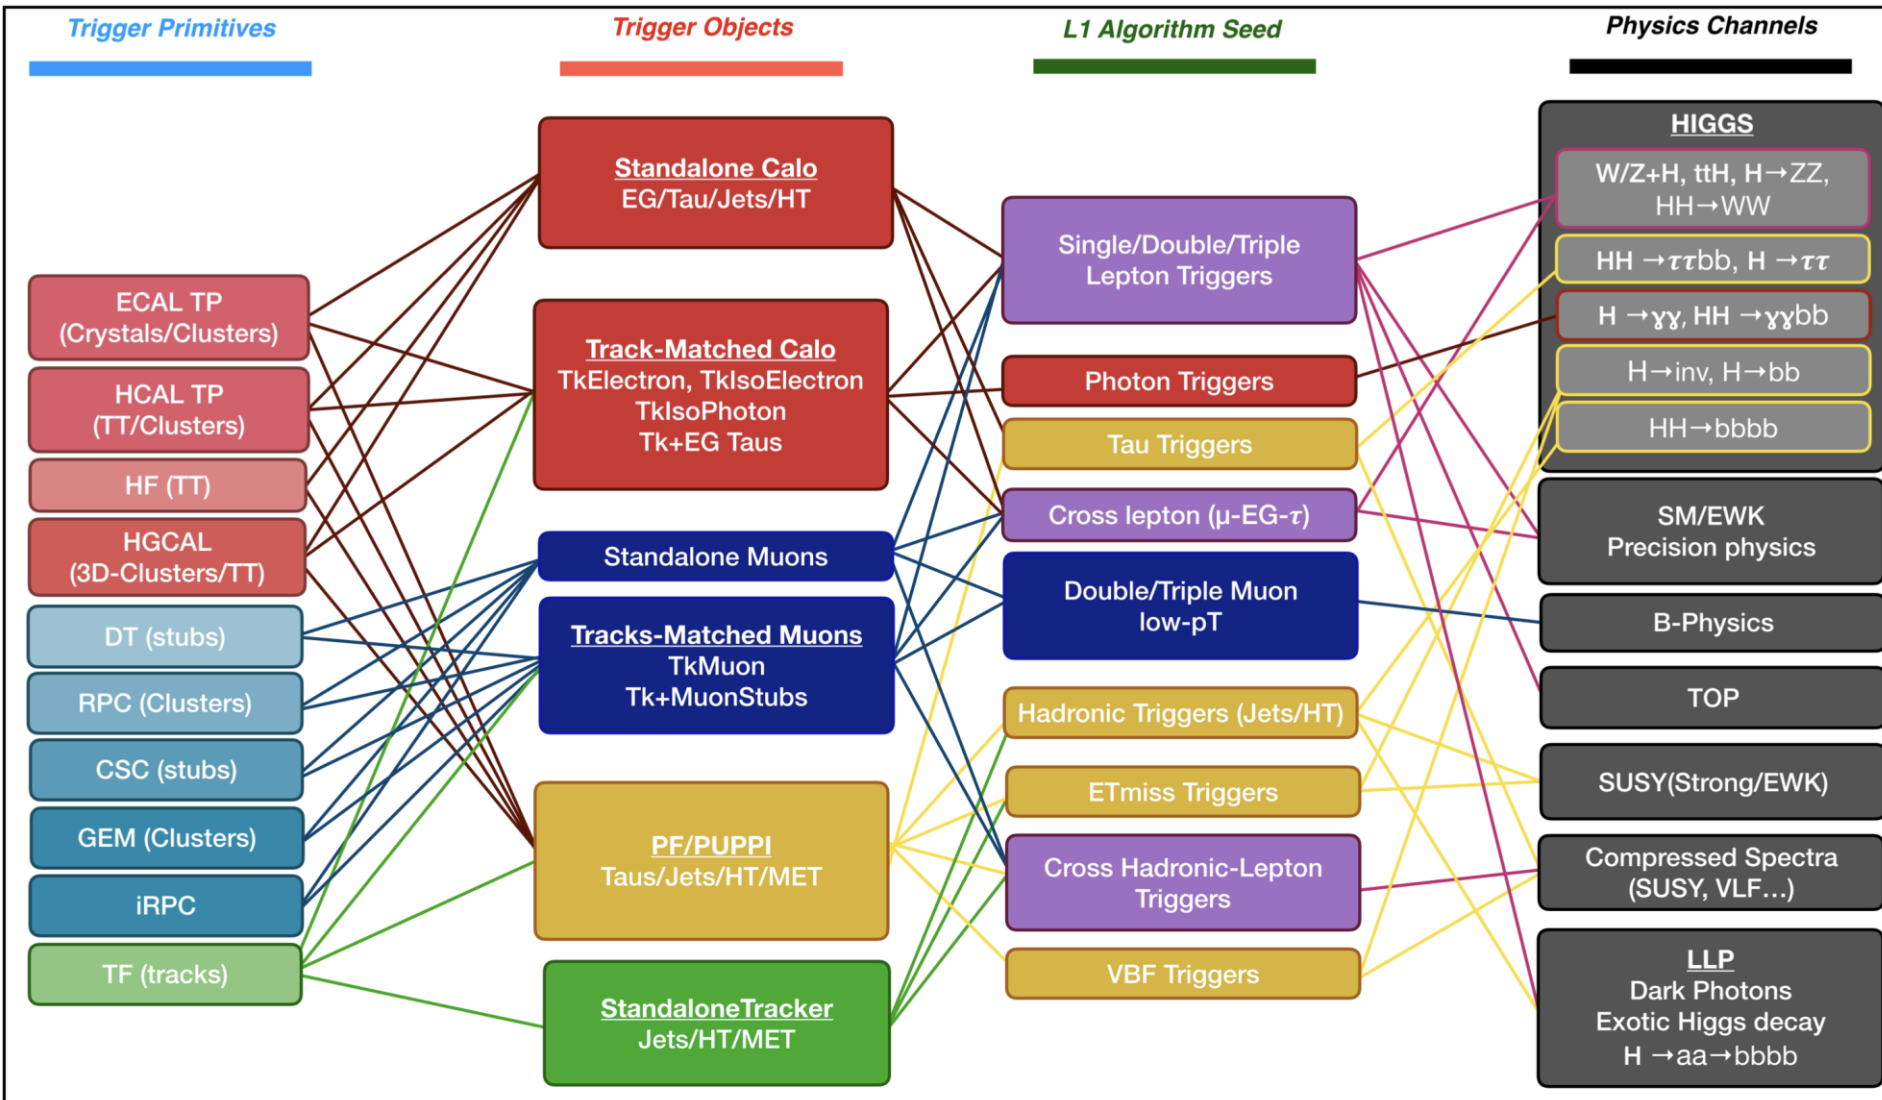 Trigger Primitives
Trigger Objects
L1 Algorithm Seed
Physics Channels
ECAL TP
(Crystals/Clusters)
HCAL TP
(TT/Clusters)
HF (TT)
HGCAL
(3D-Clusters/TT)
DT (stubs)
RPC (Clusters)
CSC (stubs)
GEM (Clusters)
iRPC
TF (tracks)
Standalone Calo
EG/Tau/Jets/HT
Track-Matched Calo
TkElectron, TkIsoElectron
TkIsoPhoton
Tk+EG Taus
Standalone Muons
Tracks-Matched Muons
TkMuon
Tk+MuonStubs
PF/PUPPI
Taus/Jets/HT/MET
StandaloneTracker
Jets/HT/MET
Single/Double/Triple
Lepton Triggers
Photon Triggers
Tau Triggers
Cross lepton (μ-EG-τ)
Double/Triple Muon
low-pT
Hadronic Triggers (Jets/HT)
ETmiss Triggers
Cross Hadronic-Lepton
Triggers
VBF Triggers
HIGGS
W/Z+H, ttH, H→ZZ,
HH→WW
HH →ττbb, H →ττ
H →γγ, HH →γγbb
H→inv, H→bb
HH→bbbb
SM/EWK
Precision physics
B-Physics
TOP
SUSY(Strong/EWK)
Compressed Spectra
(SUSY, VLF...)
LLP
Dark Photons
Exotic Higgs decay
H →aa→bbbb